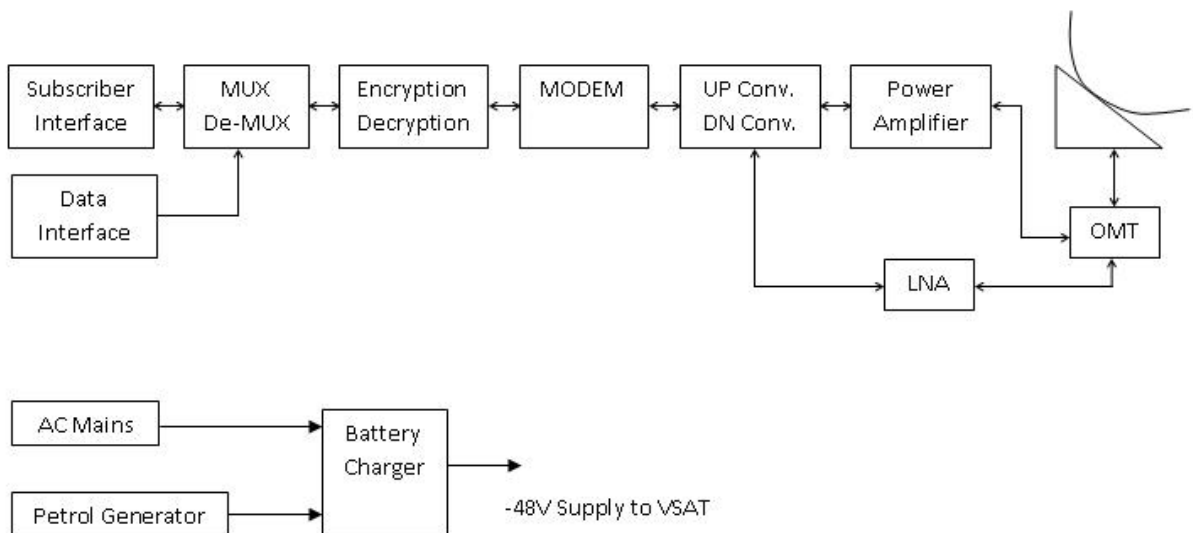 Subscriber
Interface
MUX
De-MUX
Encryption
Decryption
MODEM
UP Conv.
DN Conv.
Power
Amplifier
Data
Interface
OMT
LNA
AC Mains
Battery
Charger
Petrol Generator
-48V Supply to VSAT